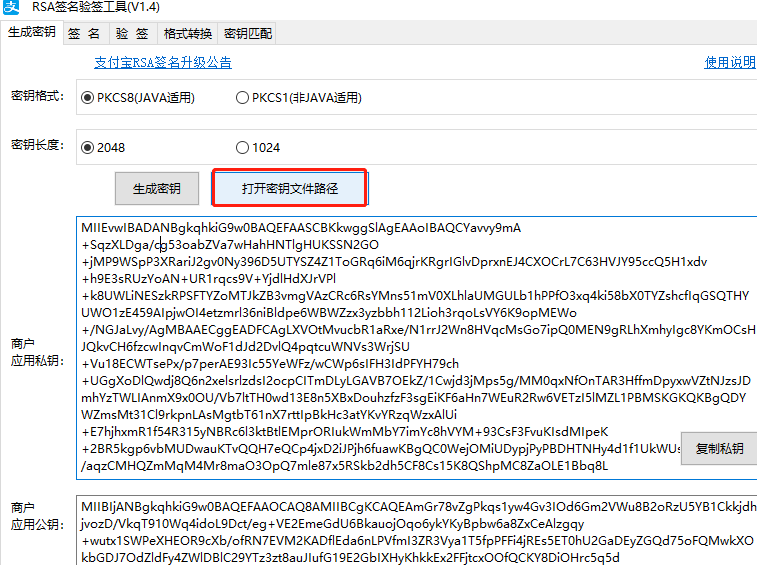 RSA签名验签工具(V1.4)
生成密钥 签 名 验 签 格式转换 密钥匹配
支付宝RSA签名升级公告 使用说明
密钥格式: PKCS8(JAVA适用) PKCS1(非JAVA适用)
密钥长度: 2048 1024
生成密钥 打开密钥文件路径
商户
应用私钥:
MIIEvwIBADANBgkqhkiG9w0BAQEFAASCBKkwggSlAgEAAoIBAQCYavvy9mA
+SqzXLDga/cg53oabZVa7wHahHNTlgHUKSSN2GO
+jMP9WSpP3XRariJ2gv0Ny396D5UTYSZ4Z1ToGRq6iM6qjrKRgrIGlvDprxnEJ4CXOCrL7C63HVJY95ccQ5H1xdv
+h9E3sRUzYoAN+UR1rqcs9V+YjdlHdXJrVPl
+k8UWLiNESzkRPSFTYZoMTJkZB3vmgVAzCRc6RsYMns51mV0XLhlaUMGULb1hPPfO3xq4ki58bX0TYZshcfIqGSQTHY
UWO1zE459AIpjwOI4etzmrl36niBldpe6WBWZzx3yzbbh112Lioh3rqoLsVY6K9opMEWo
+/NGJaLvy/AgMBAAECggEADFCAgLXVOtMvucbR1aRxe/N1rrJ2Wn8HVqcMsGo7ipQ0MEN9gRLhXmhyIgc8YKmOCsH
JQkvCH6fzcwInqvCmWoF1dJd2DvlQ4pqtcuWNVs3WrjSU
+Vu18ECWTsePx/p7perAE93Ic55YeWFz/wCWp6sIFH3IdPFYH79ch
+UGgXoDlQwdj8Q6n2xelsrlzdsI2ocpCITmDLyLGAVB7OEkZ/1Cwjd3jMps5g/MM0qxNfOnTAR3HffmDpyxwVZtNJzsJD
mhYzTWLIAnmX9x0OU/Vb7ltTH0wd13E8n5XBxDouhzfzF3sgEiKF6aHn7WEuR2Rw6VETzI5lMZL1PBMSKGKQKBgQDY
WZmsMt31Cl9rkpnLAsMgtbT61nX7rttIpBkHc3atYKvYRzqWzxAlUi
+E7hjhxmR1f54R315yNBRc6l3ktBtlEMprORIukWmMbY7imYc8hVYM+93CsF3FvuKIsdMIpeK
+2BR5kgp6vbMUDwauKTvQQH7eQCp4jxD2iJPjh6fuawKBgQC0WejOMiUDypjPyPBDHTNHy4d1f1UkWUs
/aqzCMHQZmMqM4Mr8maO3OpQ7mle87x5RSkb2dh5CF8Cs15K8QShpMC8ZaOLE1Bbq8L
复制私钥
商户
应用公钥:
MIIBIjANBgkqhkiG9w0BAQEFAAOCAQ8AMIIBCgKCAQEAmGr78vZgPkqs1yw4Gv3IOd6Gm2VWu8B2oRzU5YB1Ckkjdh
jvozD/VkqT910Wq4idoL9Dct/eg+VE2EmeGdU6BkauojOqo6ykYKyBpbw6a8ZxCeAlzgqy
+wutx1SWPeXHEOR9cXb/ofRN7EVM2KADflEda6nLPVfmI3ZR3Vya1T5fpPFFi4jREs5ET0hU2GaDEyZGQd75oFQMwkXO
kbGDJ7OdZldFy4ZWlDBlC29YTz3zt8auJIufG19E2GbIXHyKhkkEx2FFjtcxOOfQCKY8DiOHrc5q5d